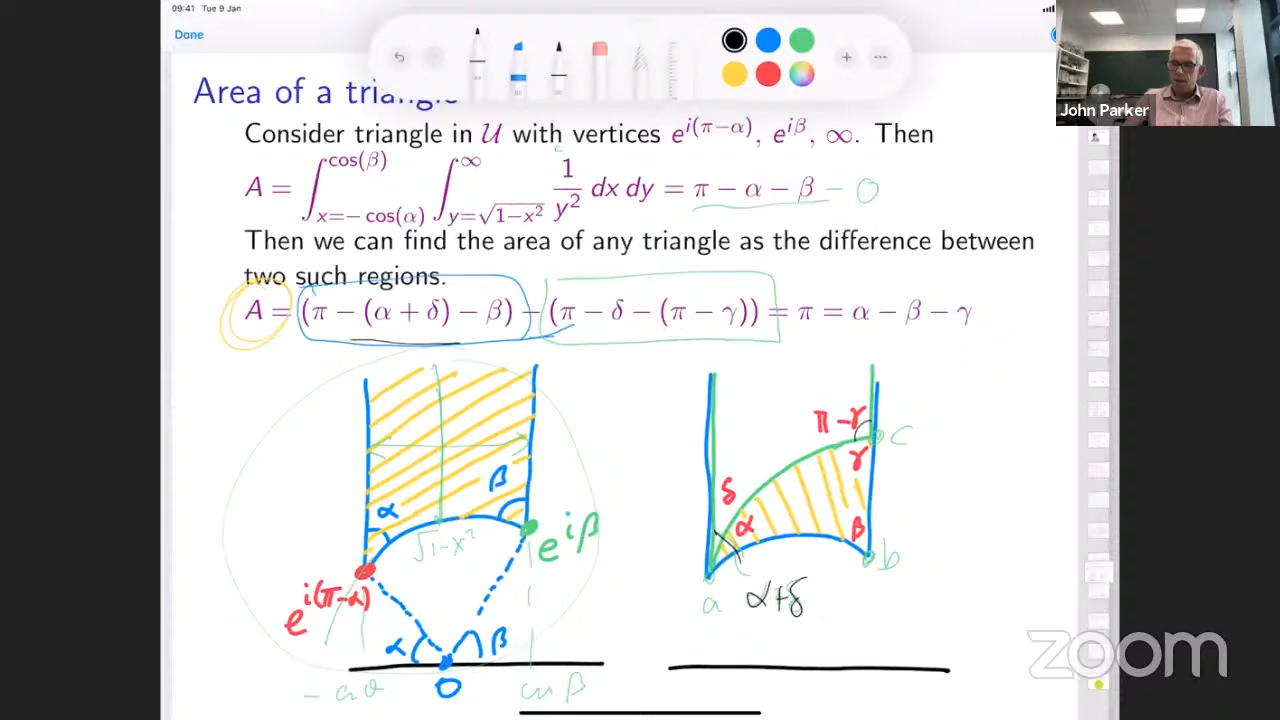 09:41 Tue 9 Jan
Done
John Parker
Area of a triangle
Consider triangle in 𝒰 with vertices e^{i(π−α)}, e^{iβ}, ∞. Then
A = ∫_{x=−cos(α)}^{cos(β)} ∫_{y=√(1−x²)}^{∞} 1/y² dx dy = π − α − β − 0
Then we can find the area of any triangle as the difference between
two such regions.
A = (π − (α + δ) − β) − (π − δ − (π − γ)) = π = α − β − γ
α
β
√1-x²
e^{iβ}
e^{i(π-α)}
α
β
0
π-γ
c
γ
δ
α
β
b
a
α+δ
zoom